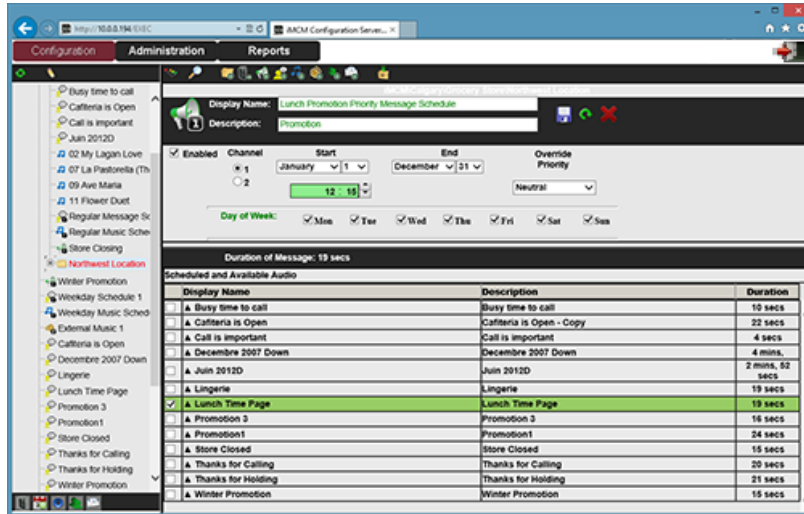 http://10.0.0.194/EXEC
iMCM Configuration Server...
Configuration Administration Reports
iMCM\Calgary\Grocery Store\Northwest Location
Display Name: Lunch Promotion Priority Message Schedule
Description: Promotion
1
Enabled Channel Start End Override Priority
1 January 1 December 31
2 12 : 15 Neutral
Day of Week: Mon Tue Wed Thu Fri Sat Sun
Duration of Message: 19 secs
Scheduled and Available Audio
Display Name Description Duration
Busy time to call Busy time to call 10 secs
Cafiteria is Open Cafiteria is Open - Copy 22 secs
Call is important Call is important 4 secs
Decembre 2007 Down Decembre 2007 Down 4 mins,
Juin 2012D Juin 2012D 2 mins, 52 secs
Lingerie Lingerie 19 secs
Lunch Time Page Lunch Time Page 19 secs
Promotion 3 Promotion 3 16 secs
Promotion1 Promotion1 24 secs
Store Closed Store Closed 15 secs
Thanks for Calling Thanks for Calling 20 secs
Thanks for Holding Thanks for Holding 21 secs
Winter Promotion Winter Promotion 15 secs
Busy time to call
Cafiteria is Open
Call is important
Juin 2012D
02 My Lagan Love
07 La Pastorella (Th
09 Ave Maria
11 Flower Duet
Regular Message Sc
Regular Music Sche
Store Closing
Northwest Location
Winter Promotion
Weekday Schedule 1
Weekday Music Sched
External Music 1
Cafiteria is Open
Decembre 2007 Down
Lingerie
Lunch Time Page
Promotion 3
Promotion1
Store Closed
Thanks for Calling
Thanks for Holding
Winter Promotion